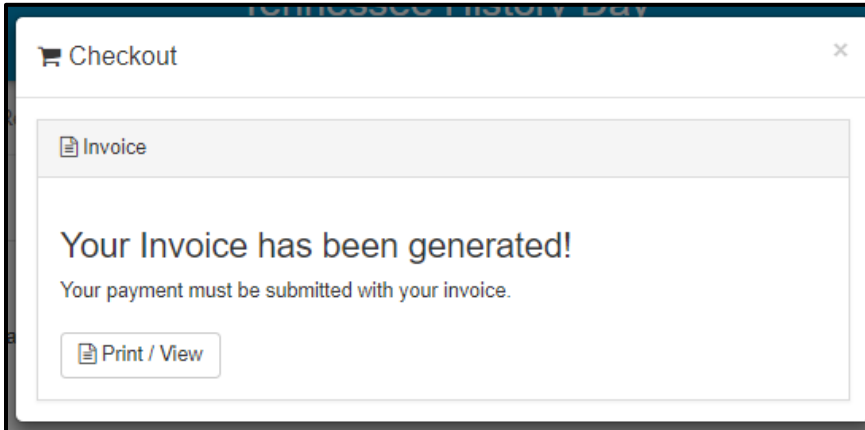 Tennessee History Day
Checkout
×
Invoice
Your Invoice has been generated!
Your payment must be submitted with your invoice.
Print / View